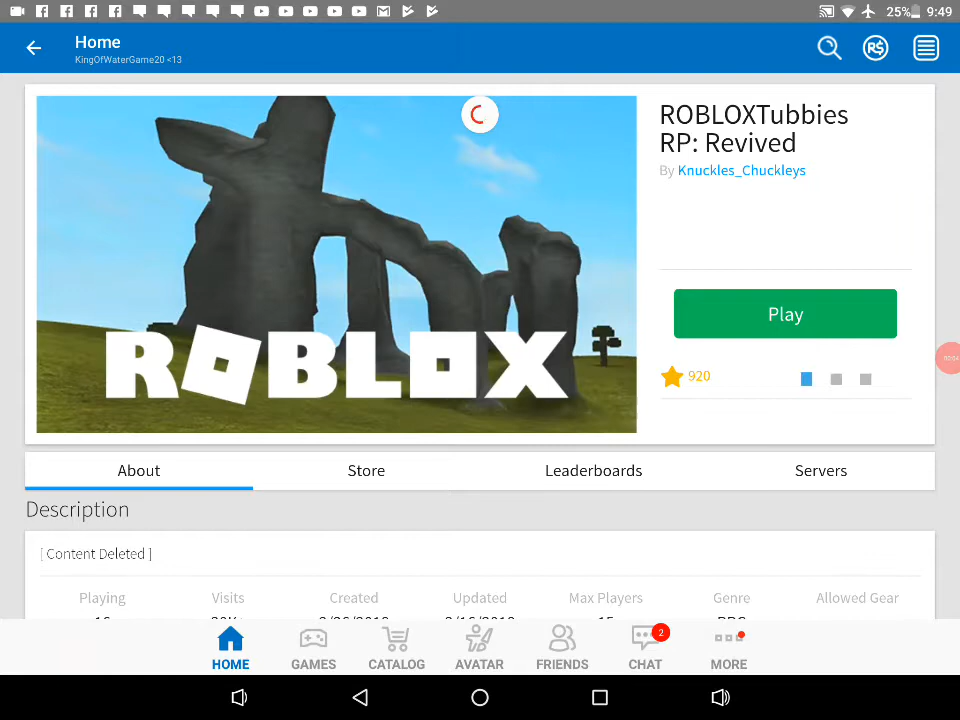 25% 9:49
Home
KingOfWaterGame20 <13
R$
ROBLOXTubbies
RP: Revived
By Knuckles_Chuckleys
ROBLOX
Play
920
About Store Leaderboards Servers
Description
[ Content Deleted ]
Playing Visits Created Updated Max Players Genre Allowed Gear
2
HOME GAMES CATALOG AVATAR FRIENDS CHAT MORE